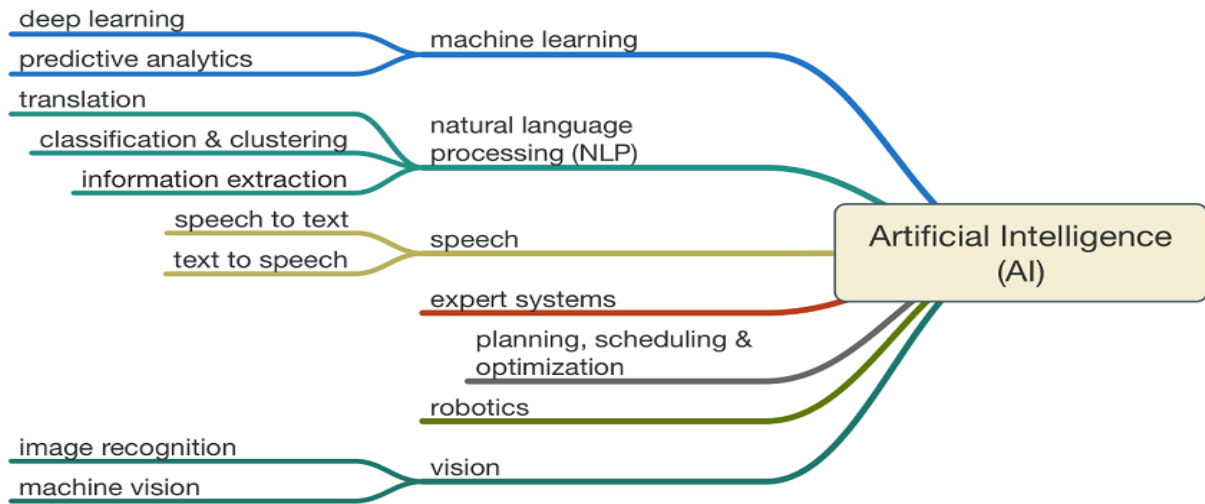 deep learning
predictive analytics
machine learning
translation
classification & clustering
information extraction
natural language
processing (NLP)
speech to text
text to speech
speech
expert systems
planning, scheduling &
optimization
robotics
image recognition
machine vision
vision
Artificial Intelligence
(AI)